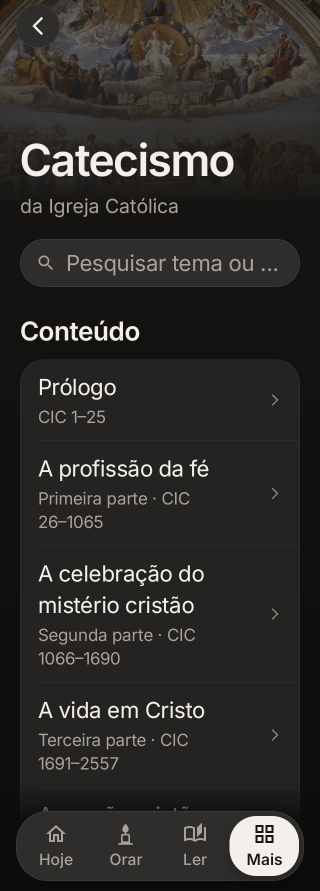 Catecismo
da Igreja Católica
Pesquisar tema ou ...
Conteúdo
Prólogo
CIC 1–25
A profissão da fé
Primeira parte · CIC
26–1065
A celebração do
mistério cristão
Segunda parte · CIC
1066–1690
A vida em Cristo
Terceira parte · CIC
1691–2557
Hoje
Orar
Ler
Mais